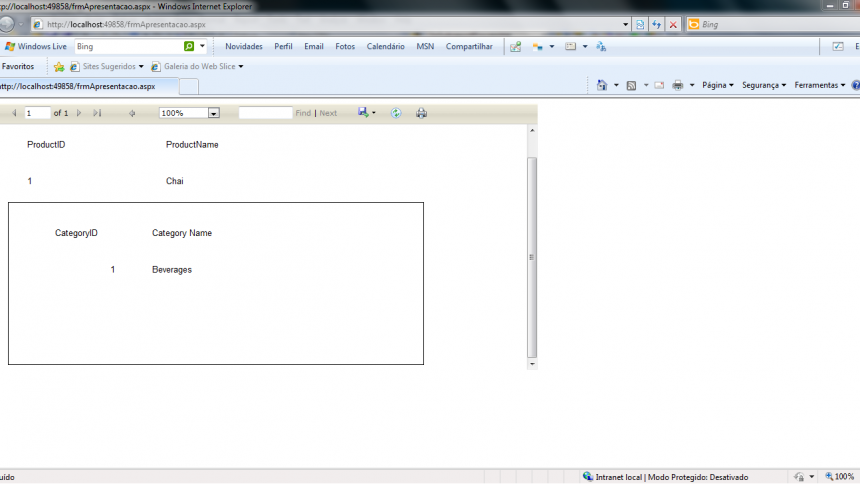 tp://localhost:49858/frmApresentacao.aspx - Windows Internet Explorer
http://localhost:49858/frmApresentacao.aspx Bing
Windows Live Bing Novidades Perfil Email Fotos Calendário MSN Compartilhar E
Favoritos Sites Sugeridos Galeria do Web Slice
http://localhost:49858/frmApresentacao.aspx Página Segurança Ferramentas
1 of 1 100% Find | Next
ProductID ProductName
1 Chai
CategoryID Category Name
1 Beverages
uído Intranet local | Modo Protegido: Desativado 100%